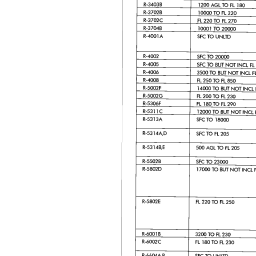 R-3403B 1200 AGL TO FL 180
R-3702B 10000 TO FL 230
R-3702C FL 220 TO FL 270
R-3704B 10001 TO 20000
R-4001A SFC TO UNLTD
R-4002 SFC TO 20000
R-4005 SFC TO BUT NOT INCL FL
R-4006 3500 TO BUT NOT INCL FL
R-4008 FL 250 TO FL 850
R-5002F 14000 TO BUT NOT INCL
R-5002G FL 200 TO FL 230
R-5306F FL 180 TO FL 290
R-5311C 12000 TO BUT NOT INCL
R-5313A SFC TO 18000
R-5314A,D SFC TO FL 205
R-5314B,E 500 AGL TO FL 205
R-5502B SFC TO 23000
R-5802D 17000 TO BUT NOT INCL F
R-5802E FL 220 TO FL 250
R-6001B 3200 TO FL 230
R-6002C FL 180 TO FL 230
SFC TO UNLTD